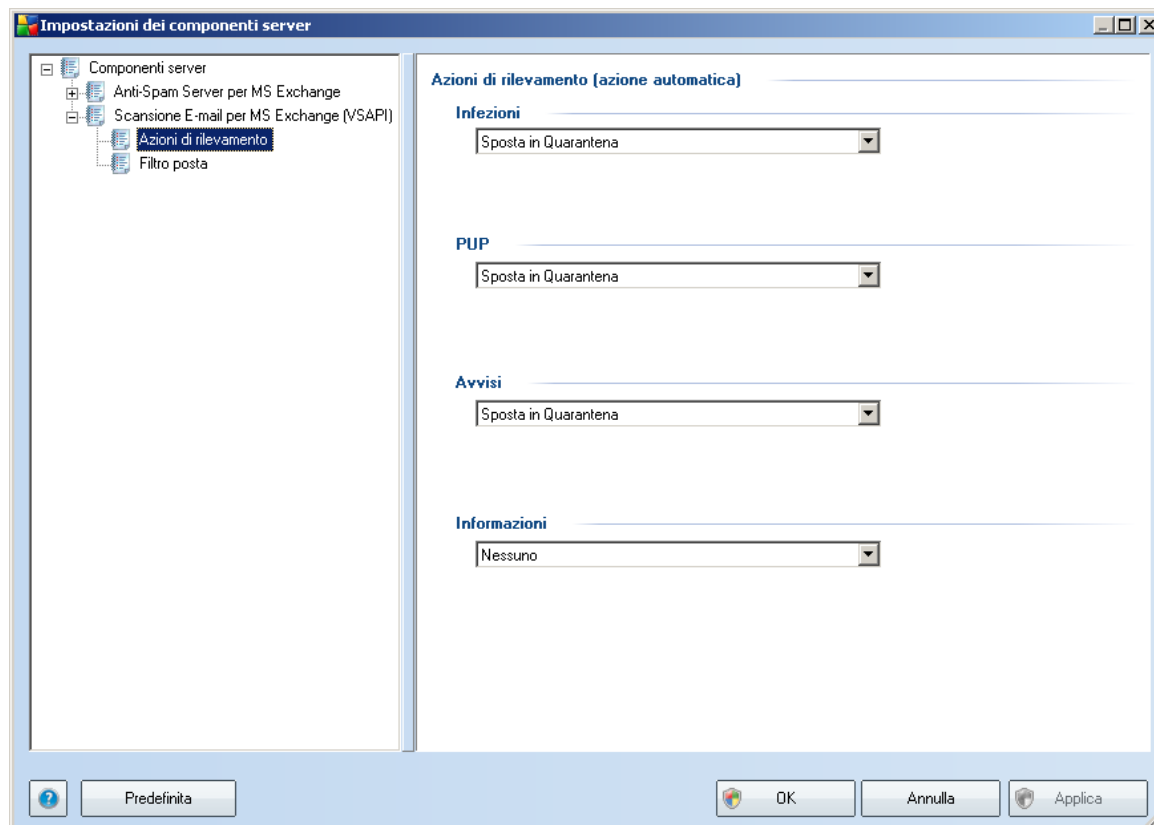 Impostazioni dei componenti server
Componenti server
Anti-Spam Server per MS Exchange
Scansione E-mail per MS Exchange (VSAPI)
Azioni di rilevamento
Filtro posta
Azioni di rilevamento (azione automatica)
Infezioni
Sposta in Quarantena
PUP
Sposta in Quarantena
Avvisi
Sposta in Quarantena
Informazioni
Nessuno
Predefinita
OK
Annulla
Applica